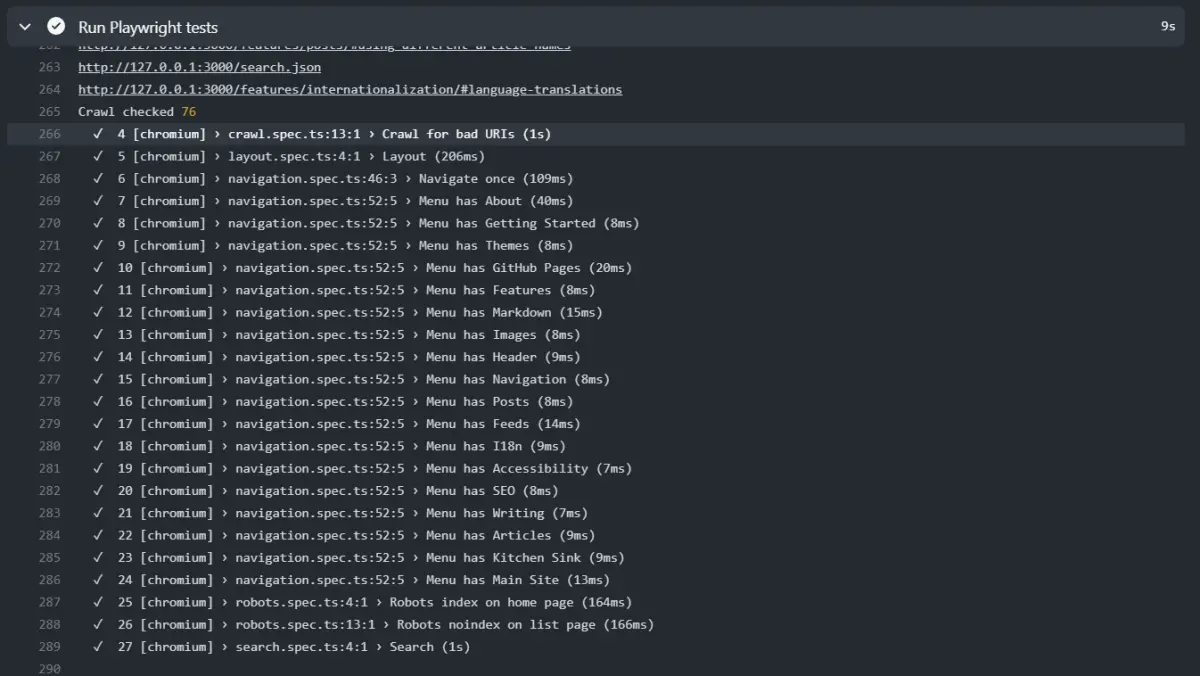 Run Playwright tests 9s
262 http://127.0.0.1:3000/features/posts/#using-different-article-names
263 http://127.0.0.1:3000/search.json
264 http://127.0.0.1:3000/features/internationalization/#language-translations
265 Crawl checked 76
266 ✓ 4 [chromium] › crawl.spec.ts:13:1 › Crawl for bad URIs (1s)
267 ✓ 5 [chromium] › layout.spec.ts:4:1 › Layout (206ms)
268 ✓ 6 [chromium] › navigation.spec.ts:46:3 › Navigate once (109ms)
269 ✓ 7 [chromium] › navigation.spec.ts:52:5 › Menu has About (40ms)
270 ✓ 8 [chromium] › navigation.spec.ts:52:5 › Menu has Getting Started (8ms)
271 ✓ 9 [chromium] › navigation.spec.ts:52:5 › Menu has Themes (8ms)
272 ✓ 10 [chromium] › navigation.spec.ts:52:5 › Menu has GitHub Pages (20ms)
273 ✓ 11 [chromium] › navigation.spec.ts:52:5 › Menu has Features (8ms)
274 ✓ 12 [chromium] › navigation.spec.ts:52:5 › Menu has Markdown (15ms)
275 ✓ 13 [chromium] › navigation.spec.ts:52:5 › Menu has Images (8ms)
276 ✓ 14 [chromium] › navigation.spec.ts:52:5 › Menu has Header (9ms)
277 ✓ 15 [chromium] › navigation.spec.ts:52:5 › Menu has Navigation (8ms)
278 ✓ 16 [chromium] › navigation.spec.ts:52:5 › Menu has Posts (8ms)
279 ✓ 17 [chromium] › navigation.spec.ts:52:5 › Menu has Feeds (14ms)
280 ✓ 18 [chromium] › navigation.spec.ts:52:5 › Menu has I18n (9ms)
281 ✓ 19 [chromium] › navigation.spec.ts:52:5 › Menu has Accessibility (7ms)
282 ✓ 20 [chromium] › navigation.spec.ts:52:5 › Menu has SEO (8ms)
283 ✓ 21 [chromium] › navigation.spec.ts:52:5 › Menu has Writing (7ms)
284 ✓ 22 [chromium] › navigation.spec.ts:52:5 › Menu has Articles (9ms)
285 ✓ 23 [chromium] › navigation.spec.ts:52:5 › Menu has Kitchen Sink (9ms)
286 ✓ 24 [chromium] › navigation.spec.ts:52:5 › Menu has Main Site (13ms)
287 ✓ 25 [chromium] › robots.spec.ts:4:1 › Robots index on home page (164ms)
288 ✓ 26 [chromium] › robots.spec.ts:13:1 › Robots noindex on list page (166ms)
289 ✓ 27 [chromium] › search.spec.ts:4:1 › Search (1s)
290